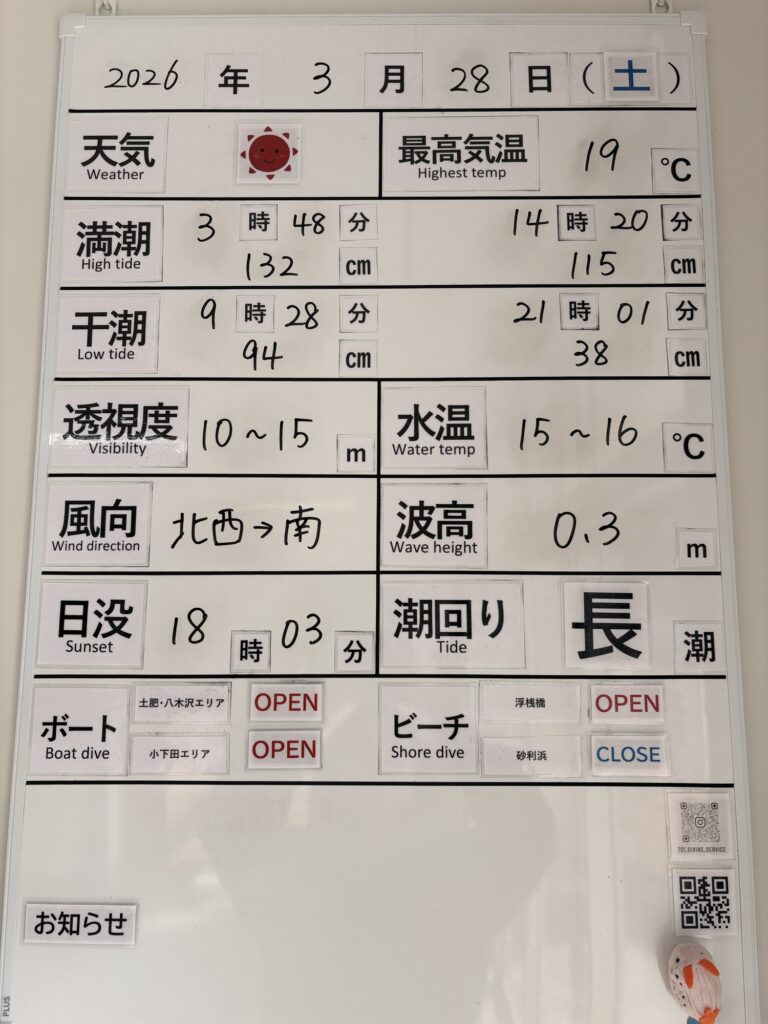 2026 年 3 月 28 日 (土)
天気 最高気温 19 ℃
Weather Highest temp
満潮 3 時 48 分 14 時 20 分
High tide 132 cm 115 cm
干潮 9 時 28 分 21 時 01 分
Low tide 94 cm 38 cm
透視度 10～15 m 水温 15～16 ℃
Visibility Water temp
風向 北西→南 波高 0.3 m
Wind direction Wave height
日没 18 時 03 分 潮回り 長 潮
Sunset Tide
ボート 土肥・八木沢エリア OPEN ビーチ 浮桟橋 OPEN
Boat dive 小下田エリア OPEN Shore dive 砂利浜 CLOSE
TOI_DIVING_SERVICE
お知らせ
PLUS